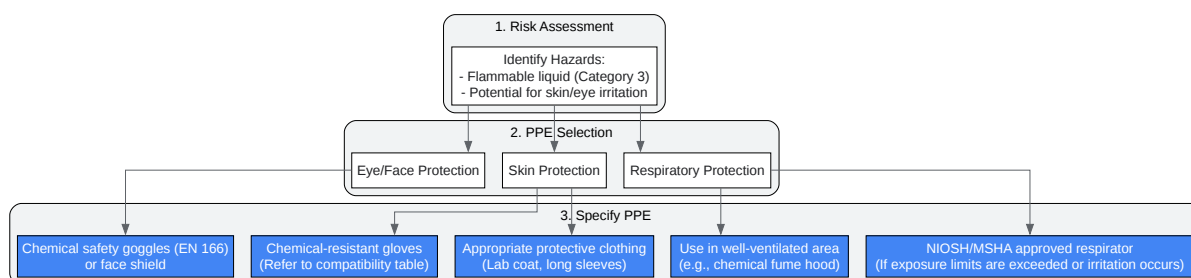 1. Risk Assessment
Identify Hazards:
- Flammable liquid (Category 3)
- Potential for skin/eye irritation
2. PPE Selection
Eye/Face Protection
Skin Protection
Respiratory Protection
3. Specify PPE
Chemical safety goggles (EN 166)
or face shield
Chemical-resistant gloves
(Refer to compatibility table)
Appropriate protective clothing
(Lab coat, long sleeves)
Use in well-ventilated area
(e.g., chemical fume hood)
NIOSH/MSHA approved respirator
(If exposure limits are exceeded or irritation occurs)